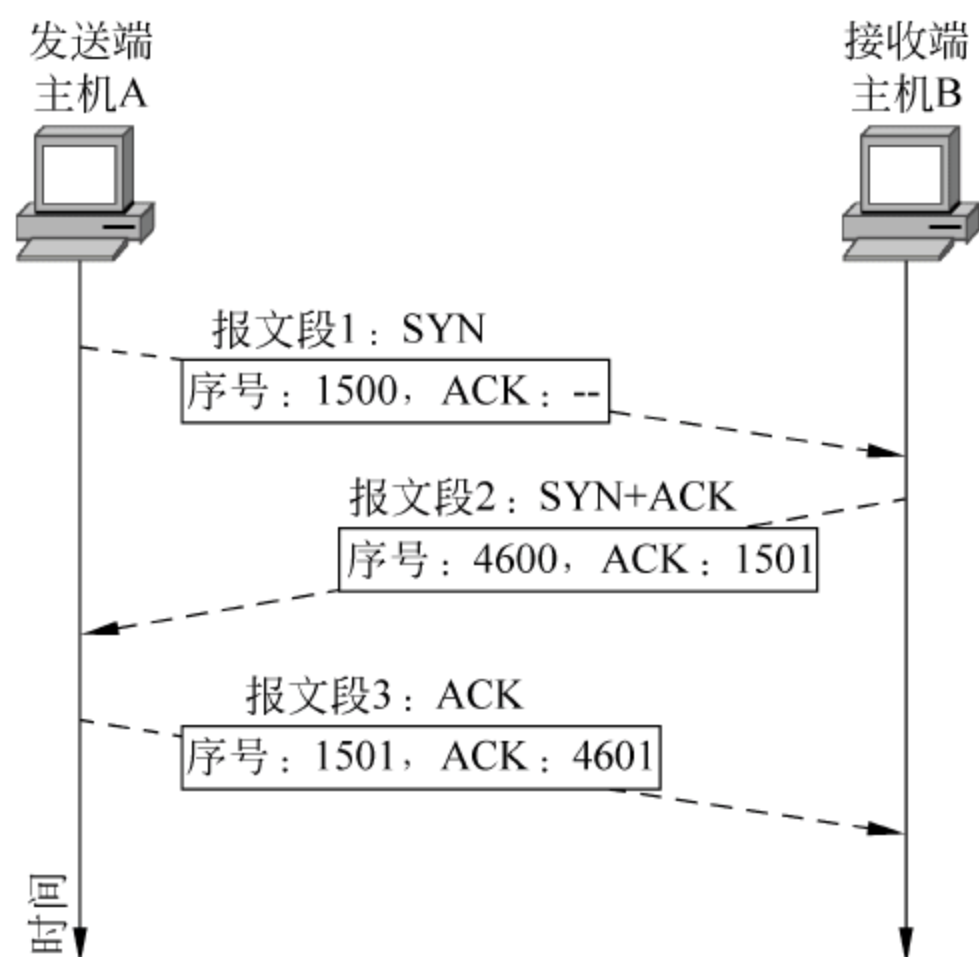 发送端
主机A
接收端
主机B
报文段1：SYN
序号：1500，ACK：--
报文段2：SYN+ACK
序号：4600，ACK：1501
报文段3：ACK
序号：1501，ACK：4601
时间